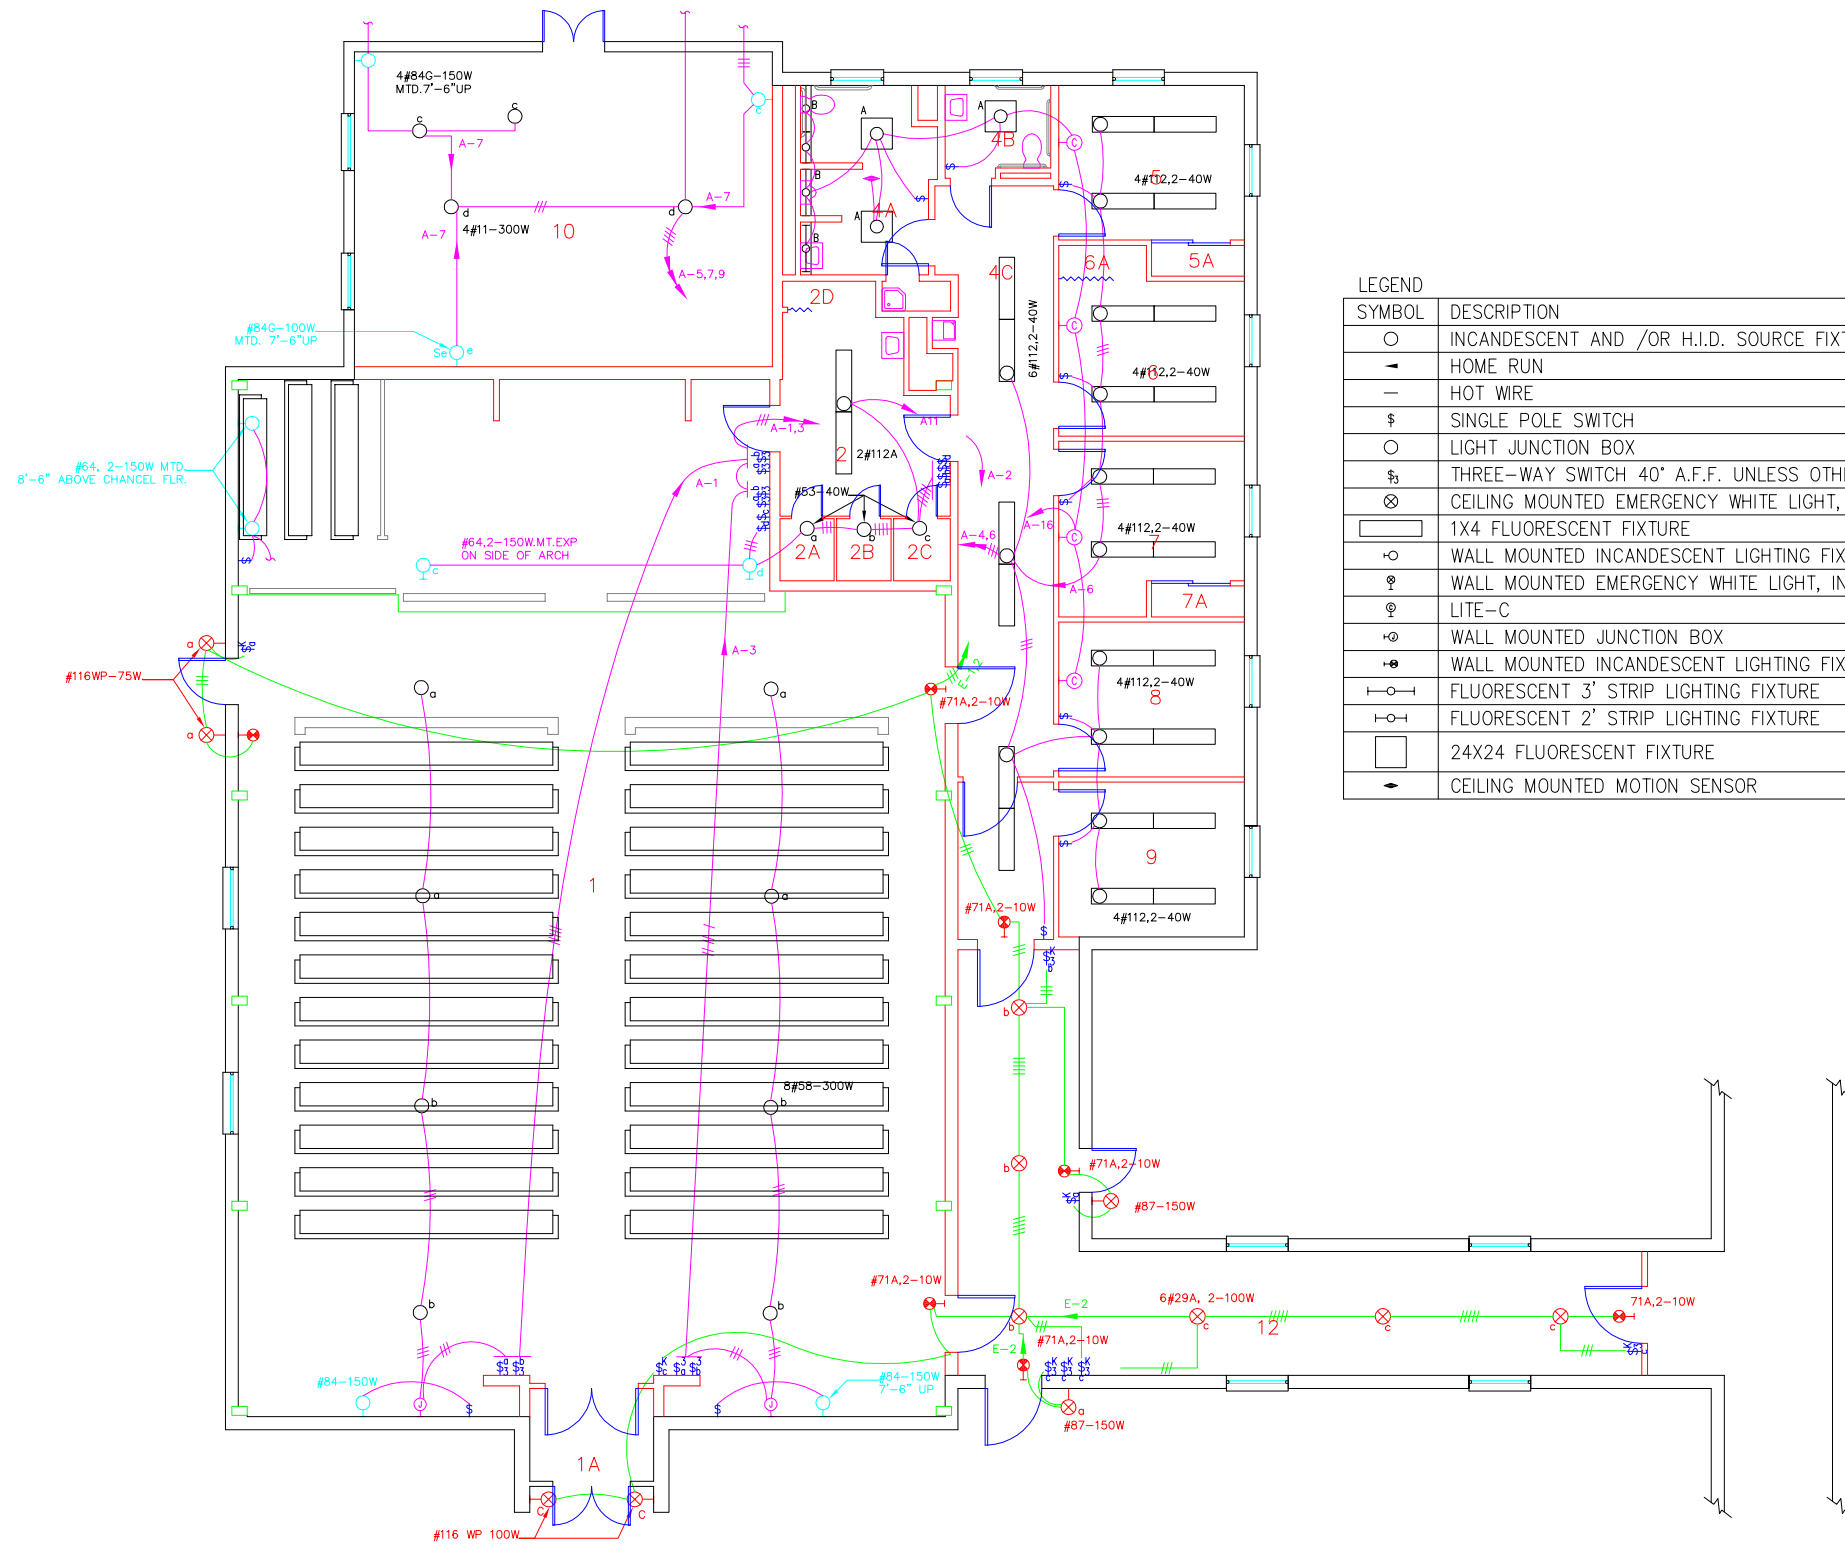 4#84G-150W
MTD.7'-6"UP
c
c
A-7
A-7
d
4#11-300W
d
A-7
10
A-5,7,9
c
#84G-100W
MTD. 7'-6"UP
Se
e
B
B
B
A
A
A
4A
4B
4C
2D
$
$
C
5
4#112,2-40W
5A
6A
6#112,2-40W
C
6
4#112,2-40W
#64, 2-150W MTD.
8'-6" ABOVE CHANCEL FLR.
A-1,3
A11
2
2#112A
A-1
#53-40W
A-2
A-16
A-4,6
A-6
C
7
4#112,2-40W
7A
#64,2-150W.MT.EXP
ON SIDE OF ARCH
c
d
a
b
c
2A
2B
2C
A-3
E-1,2
#116WP-75W
a
a
#71A,2-10W
C
4#112,2-40W
8
9
4#112,2-40W
a
a
a
a
1
#71A,2-10W
b
b
b
b
8#58-300W
b
b
#71A,2-10W
#87-150W
#71A,2-10W
b
E-2
E-2
#71A,2-10W
6#29A, 2-100W
c
12
c
c
71A,2-10W
#84-150W
J
$
$
J
#84-150W
7'-6" UP
a
#87-150W
1A
C
C
#116 WP 100W
LEGEND
SYMBOL DESCRIPTION
INCANDESCENT AND /OR H.I.D. SOURCE FIX
HOME RUN
HOT WIRE
$ SINGLE POLE SWITCH
LIGHT JUNCTION BOX
$3 THREE-WAY SWITCH 40" A.F.F. UNLESS OTH
CEILING MOUNTED EMERGENCY WHITE LIGHT,
1X4 FLUORESCENT FIXTURE
WALL MOUNTED INCANDESCENT LIGHTING FIX
WALL MOUNTED EMERGENCY WHITE LIGHT, IN
LITE-C
WALL MOUNTED JUNCTION BOX
WALL MOUNTED INCANDESCENT LIGHTING FIX
FLUORESCENT 3' STRIP LIGHTING FIXTURE
FLUORESCENT 2' STRIP LIGHTING FIXTURE
24X24 FLUORESCENT FIXTURE
CEILING MOUNTED MOTION SENSOR